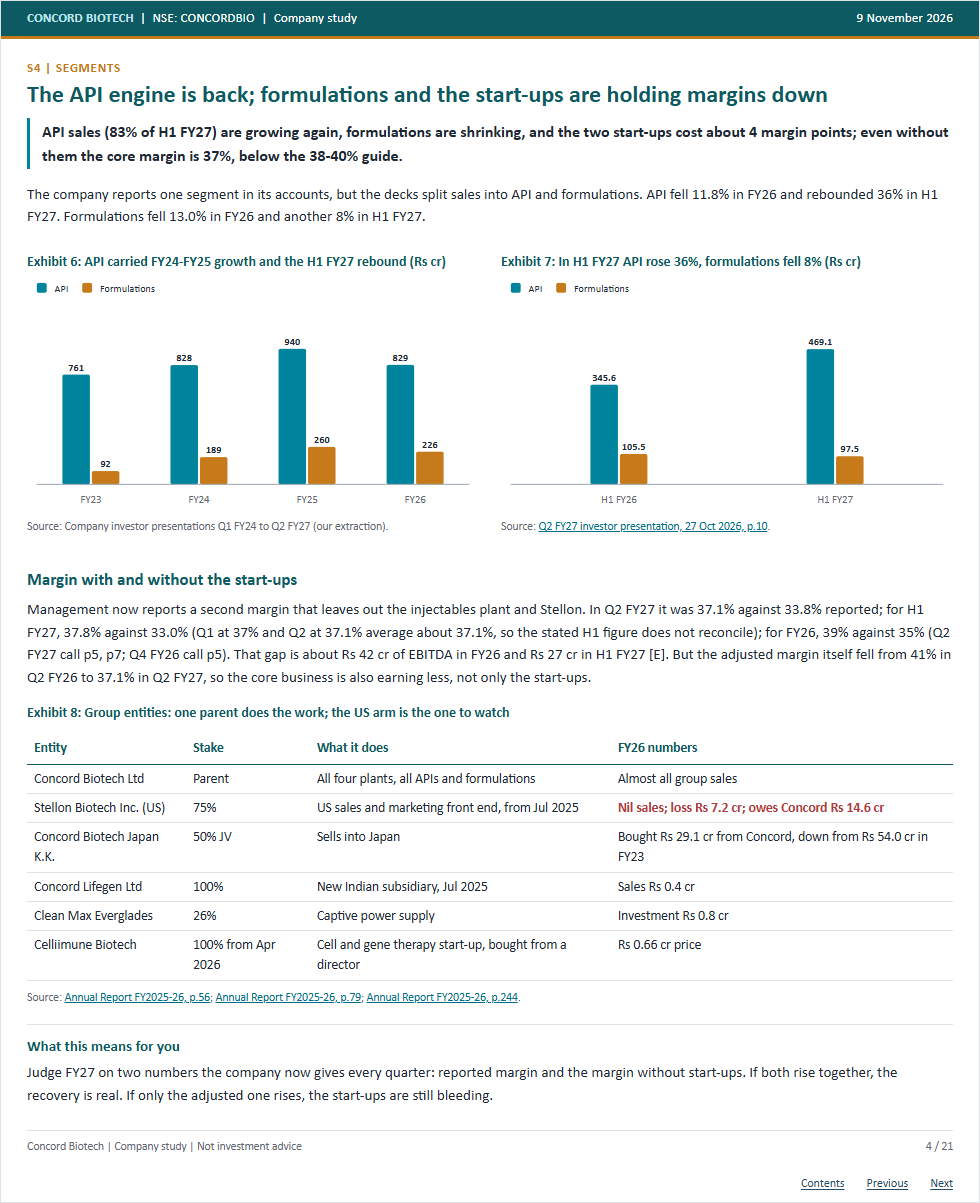 CONCORD BIOTECH | NSE: CONCORDBIO | Company study
9 November 2026
S4 | SEGMENTS
The API engine is back; formulations and the start-ups are holding margins down
API sales (83% of H1 FY27) are growing again, formulations are shrinking, and the two start-ups cost about 4 margin points; even without
them the core margin is 37%, below the 38-40% guide.
The company reports one segment in its accounts, but the decks split sales into API and formulations. API fell 11.8% in FY26 and rebounded 36% in H1
FY27. Formulations fell 13.0% in FY26 and another 8% in H1 FY27.
Exhibit 6: API carried FY24-FY25 growth and the H1 FY27 rebound (Rs cr)
API Formulations
761
92
828
189
940
260
829
226
FY23 FY24 FY25 FY26
Source: Company investor presentations Q1 FY24 to Q2 FY27 (our extraction).
Exhibit 7: In H1 FY27 API rose 36%, formulations fell 8% (Rs cr)
API Formulations
345.6
105.5
469.1
97.5
H1 FY26 H1 FY27
Source: Q2 FY27 investor presentation, 27 Oct 2026, p.10.
Margin with and without the start-ups
Management now reports a second margin that leaves out the injectables plant and Stellon. In Q2 FY27 it was 37.1% against 33.8% reported; for H1
FY27, 37.8% against 33.0% (Q1 at 37% and Q2 at 37.1% average about 37.1%, so the stated H1 figure does not reconcile); for FY26, 39% against 35% (Q2
FY27 call p5, p7; Q4 FY26 call p5). That gap is about Rs 42 cr of EBITDA in FY26 and Rs 27 cr in H1 FY27 [E]. But the adjusted margin itself fell from 41% in
Q2 FY26 to 37.1% in Q2 FY27, so the core business is also earning less, not only the start-ups.
Exhibit 8: Group entities: one parent does the work; the US arm is the one to watch
Entity Stake What it does FY26 numbers
Concord Biotech Ltd Parent All four plants, all APIs and formulations Almost all group sales
Stellon Biotech Inc. (US) 75% US sales and marketing front end, from Jul 2025 Nil sales; loss Rs 7.2 cr; owes Concord Rs 14.6 cr
Concord Biotech Japan 50% JV Sells into Japan Bought Rs 29.1 cr from Concord, down from Rs 54.0 cr in
K.K. FY23
Concord Lifegen Ltd 100% New Indian subsidiary, Jul 2025 Sales Rs 0.4 cr
Clean Max Everglades 26% Captive power supply Investment Rs 0.8 cr
Celliimune Biotech 100% from Apr Cell and gene therapy start-up, bought from a Rs 0.66 cr price
2026 director
Source: Annual Report FY2025-26, p.56; Annual Report FY2025-26, p.79; Annual Report FY2025-26, p.244.
What this means for you
Judge FY27 on two numbers the company now gives every quarter: reported margin and the margin without start-ups. If both rise together, the
recovery is real. If only the adjusted one rises, the start-ups are still bleeding.
Concord Biotech | Company study | Not investment advice
4 / 21
Contents Previous Next